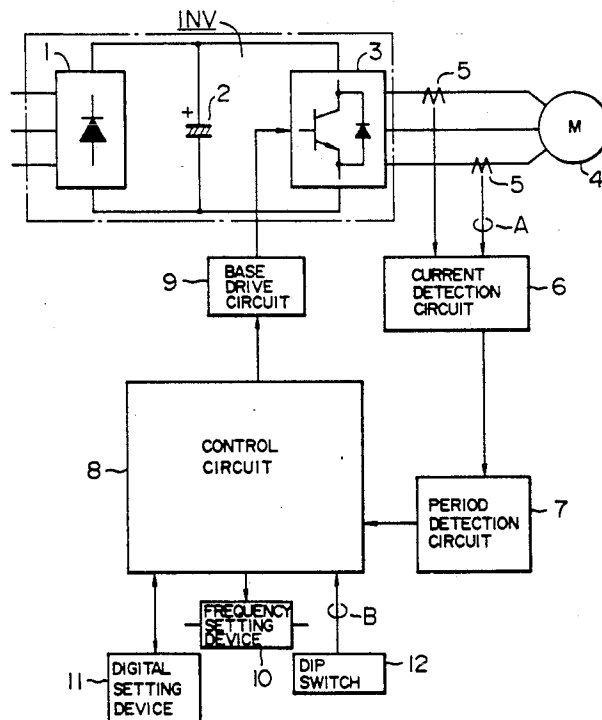 INV
1
2
3
5
+
M
4
5
A
9
BASE
DRIVE
CIRCUIT
CURRENT
DETECTION
CIRCUIT
6
8
CONTROL
CIRCUIT
PERIOD
DETECTION
CIRCUIT
7
FREQUENCY
SETTING
DEVICE
B
10
11
DIGITAL
SETTING
DEVICE
DIP
SWITCH
12